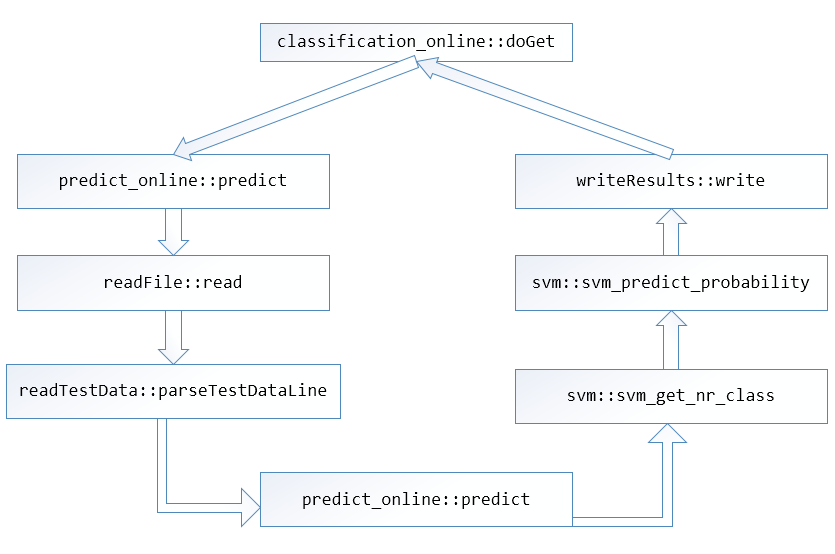 classification_online::doGet
predict_online::predict
writeResults::write
readFile::read
svm::svm_predict_probability
readTestData::parseTestDataLine
svm::svm_get_nr_class
predict_online::predict